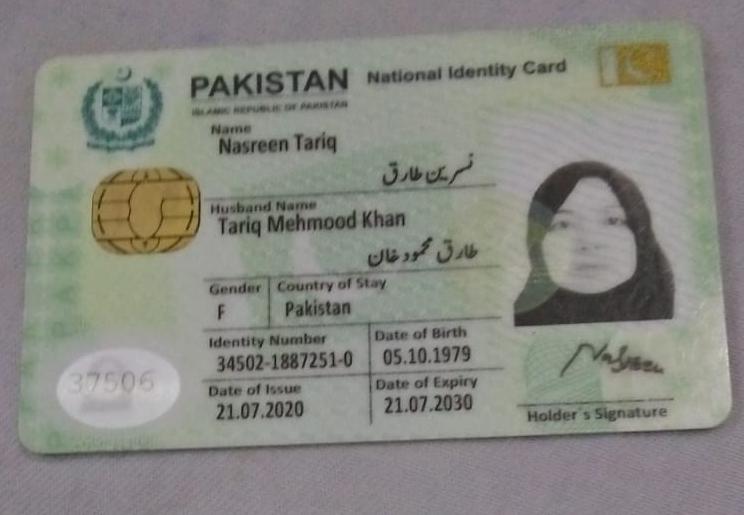 PAKISTAN National Identity Card
ISLAMIC REPUBLIC OF PAKISTAN
Name
Nasreen Tariq
نسرین طارق
Husband Name
Tariq Mehmood Khan
طارق محمود خان
Gender Country of Stay
F Pakistan
Identity Number Date of Birth
34502-1887251-0 05.10.1979
Date of Issue Date of Expiry
21.07.2020 21.07.2030
37506
Nasreen
Holder's Signature